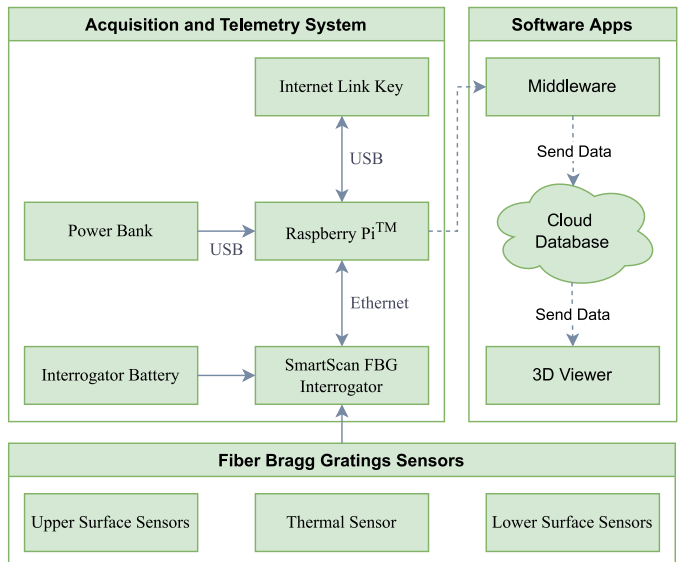 Acquisition and Telemetry System
Software Apps
Internet Link Key
Middleware
USB
Send Data
Power Bank
USB
Raspberry Pi™
Cloud
Database
Ethernet
Send Data
Interrogator Battery
SmartScan FBG
Interrogator
3D Viewer
Fiber Bragg Gratings Sensors
Upper Surface Sensors
Thermal Sensor
Lower Surface Sensors